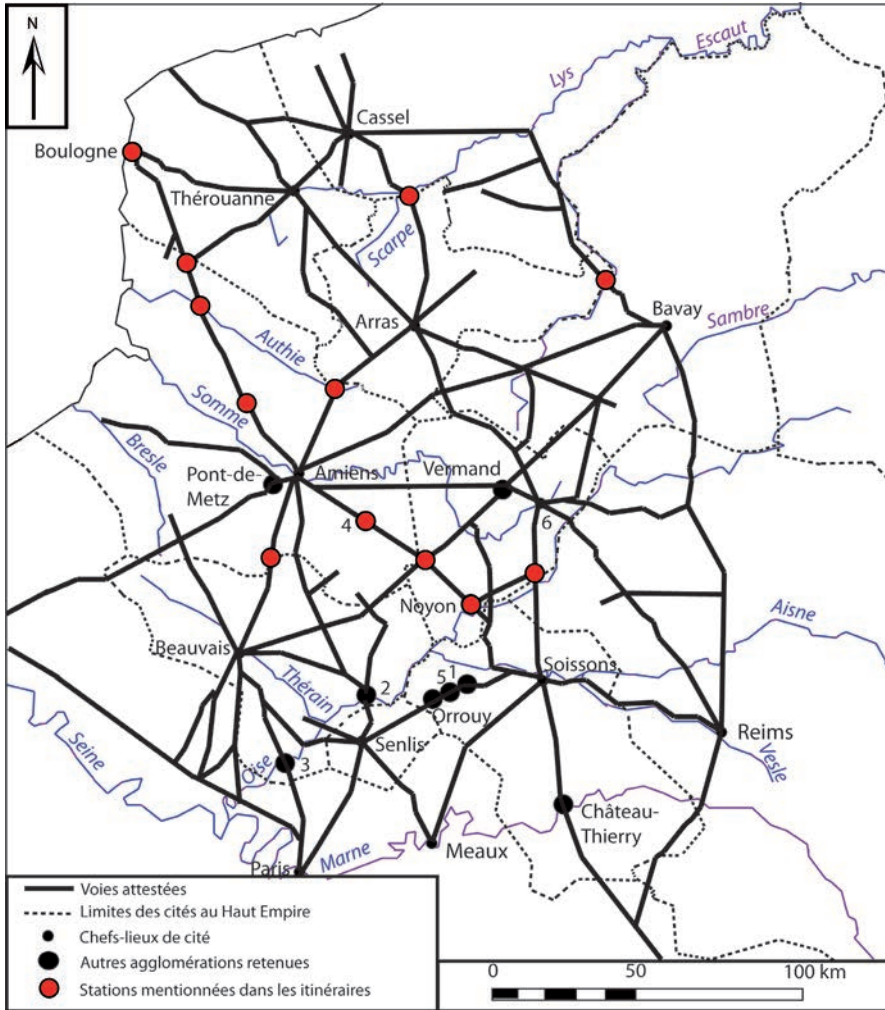 N
Escaut
Lys
Cassel
Boulogne
Thérouanne
Scarpe
Bavay
Sambre
Arras
Authie
Somme
Bresle
Pont-de-
Metz
Amiens
Vermand
4
6
Noyon
Aisne
Beauvais
Soissons
Thérain
2
5
1
Orrouy
Reims
Seine
Oise
3
Senlis
Vesle
Château-
Thierry
Meaux
Marne
Paris
Voies attestées
Limites des cités au Haut Empire
Chefs-lieux de cité
Autres agglomérations retenues
Stations mentionnées dans les itinéraires
0 50 100 km